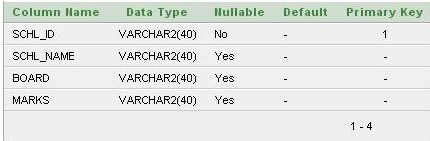 Column Name Data Type Nullable Default Primary Key
SCHL_ID VARCHAR2(40) No - 1
SCHL_NAME VARCHAR2(40) Yes - -
BOARD VARCHAR2(40) Yes - -
MARKS VARCHAR2(40) Yes - -
1 - 4